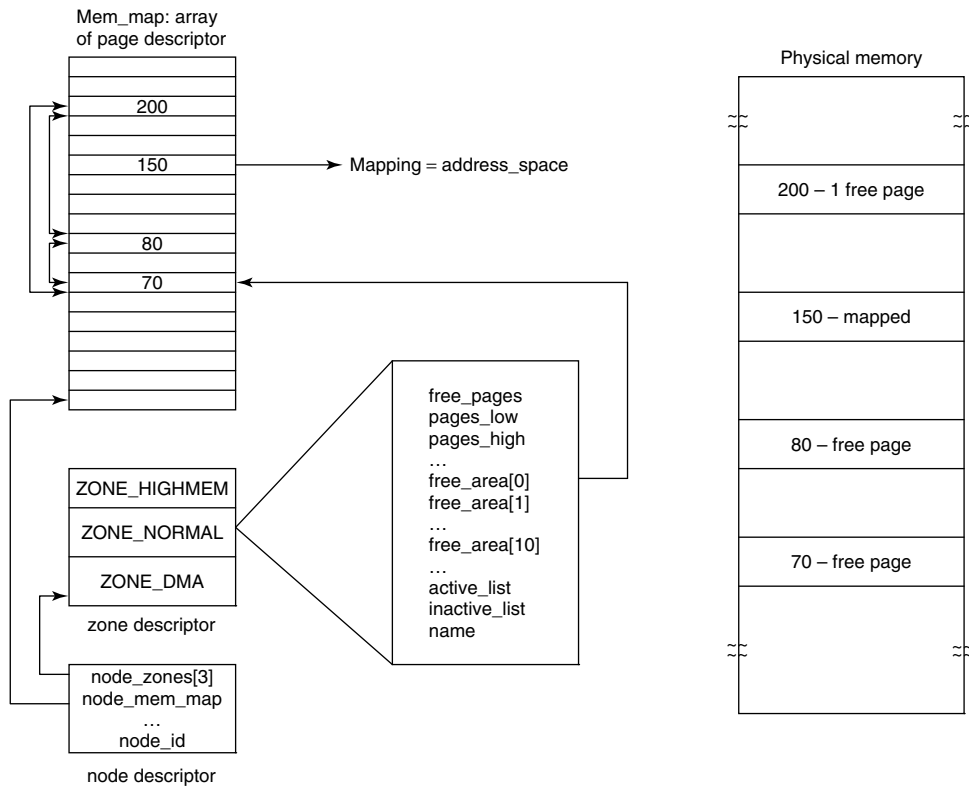 Mem_map: array
of page descriptor
200
150
Mapping = address_space
80
70
free_pages
pages_low
pages_high
…
free_area[0]
free_area[1]
…
free_area[10]
…
active_list
inactive_list
name
ZONE_HIGHMEM
ZONE_NORMAL
ZONE_DMA
zone descriptor
node_zones[3]
node_mem_map
…
node_id
node descriptor
Physical memory
200 – 1 free page
150 – mapped
80 – free page
70 – free page